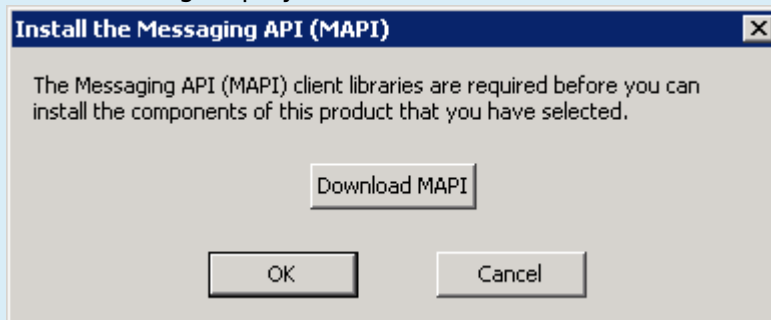 Install the Messaging API (MAPI)
The Messaging API (MAPI) client libraries are required before you can
install the components of this product that you have selected.
Download MAPI
OK Cancel